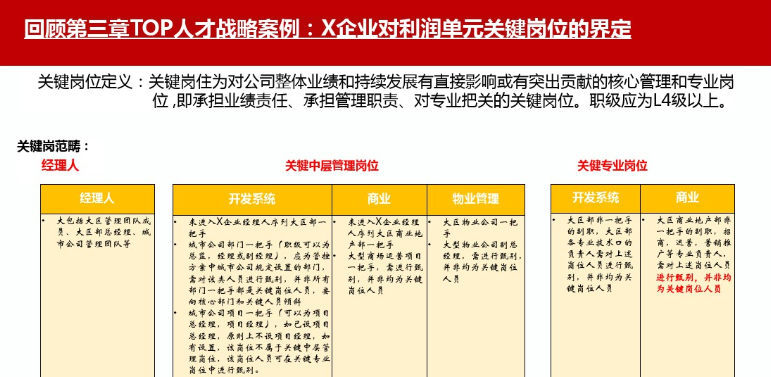 回顾第三章TOP人才战略案例：X企业对利润单元关键岗位的界定
关键岗位定义：关键岗住为对公司整体业绩和持续发展有直接影响或有突出贡献的核心管理和专业岗
位,即承担业绩责任、承担管理职责、对专业把关的关键岗位。职级应为L4级以上。
关键岗范畴：
经理人
关键中层管理岗位
关健专业岗位
经理人
• 大包括大区管理团队成
员、大区部总经理、城
市公司管理团队等
开发系统
• 未进入X企业经理人序列大区部一
把手
• 城市公司部门一把手（职级可以为
总监，经理或副经理），应为管控
方案中城市公司规定设置的部门，
需对该类人员进行甄别，并非所有
部门一把手都是关键岗位人员，要
向核心部门和关键人员倾斜
• 城市公司项目一把手（可以为项目
总经理，项目经理），如已设项目
总经理，原则上不设项目经理，如
有设置，该岗位不属于关键中层管
理岗位，该岗位人员可在关键专业
岗位中进行甄别。
商业
• 未进入X企业经理
人序列大区商业地
产部一把手
• 大型商场运营项目
一把手，需进行甄
别，并非均为关键
岗位人员
物业管理
• 大区物业公司一把
手
• 大型物业公司副总
经理，需进行甄别，
并非均为关键岗位
人员
开发系统
• 大区部非一把手
的副职，大区部
各专业技术口的
负责人需对上述
岗位人员进行甄
别，并非均为关
键岗位人员
商业
• 大区商业地产部非
一把手的副职，招
商，运营，营销推
广等专业负责人，
需对上述岗位人员
进行甄别，并非均
为关键岗位人员